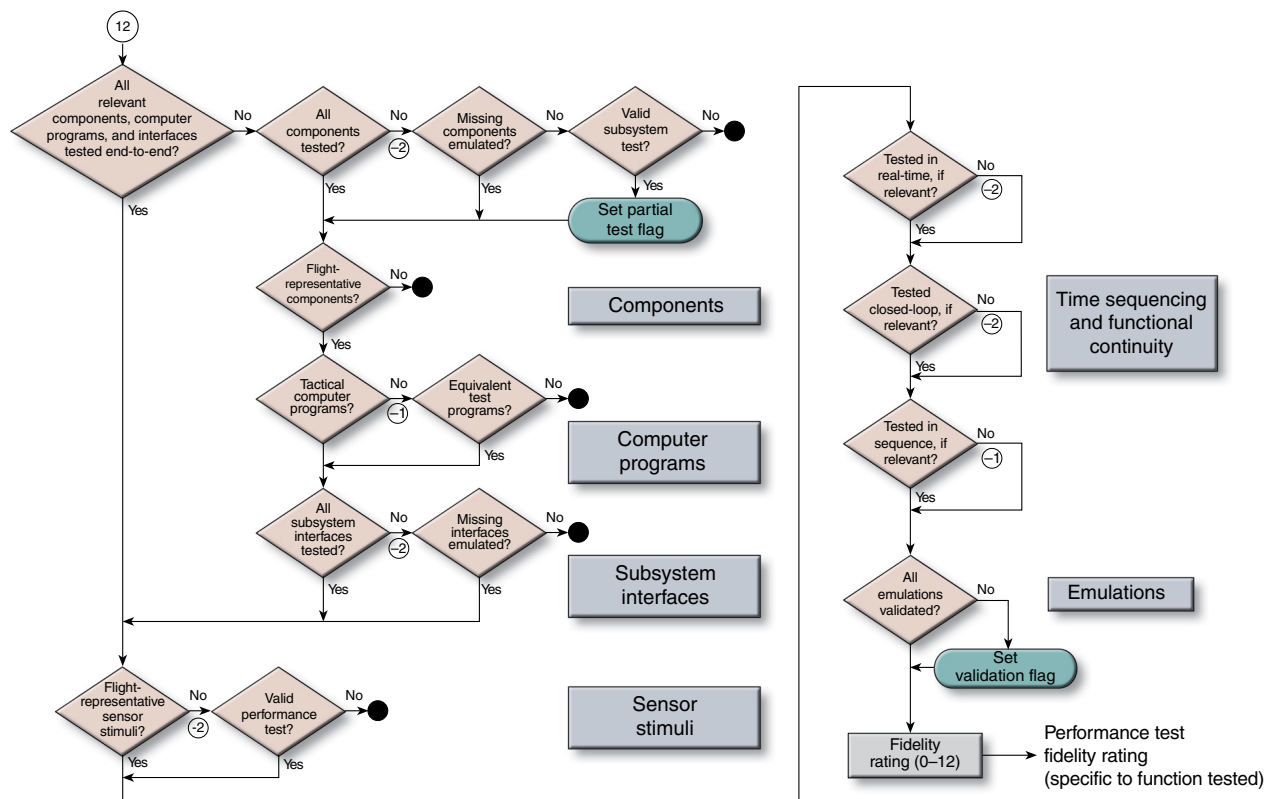 12
All
relevant
components, computer
programs, and interfaces
tested end-to-end?
No
Yes
All
components
tested?
No
–2
Yes
Missing
components
emulated?
No
Yes
Valid
subsystem
test?
No
Yes
Set partial
test flag
Flight-
representative
components?
No
Yes
Components
Tactical
computer
programs?
No
–1
Equivalent
test
programs?
No
Yes
Computer
programs
All
subsystem
interfaces
tested?
No
–2
Yes
Missing
interfaces
emulated?
No
Yes
Subsystem
interfaces
Flight-
representative
sensor
stimuli?
No
-2
Yes
Valid
performance
test?
No
Yes
Sensor
stimuli
Tested in
real-time, if
relevant?
No
–2
Yes
Tested
closed-loop, if
relevant?
No
–2
Yes
Time sequencing
and functional
continuity
Tested in
sequence, if
relevant?
No
–1
Yes
All
emulations
validated?
No
Emulations
Set
validation flag
Fidelity
rating (0–12)
Performance test
fidelity rating
(specific to function tested)